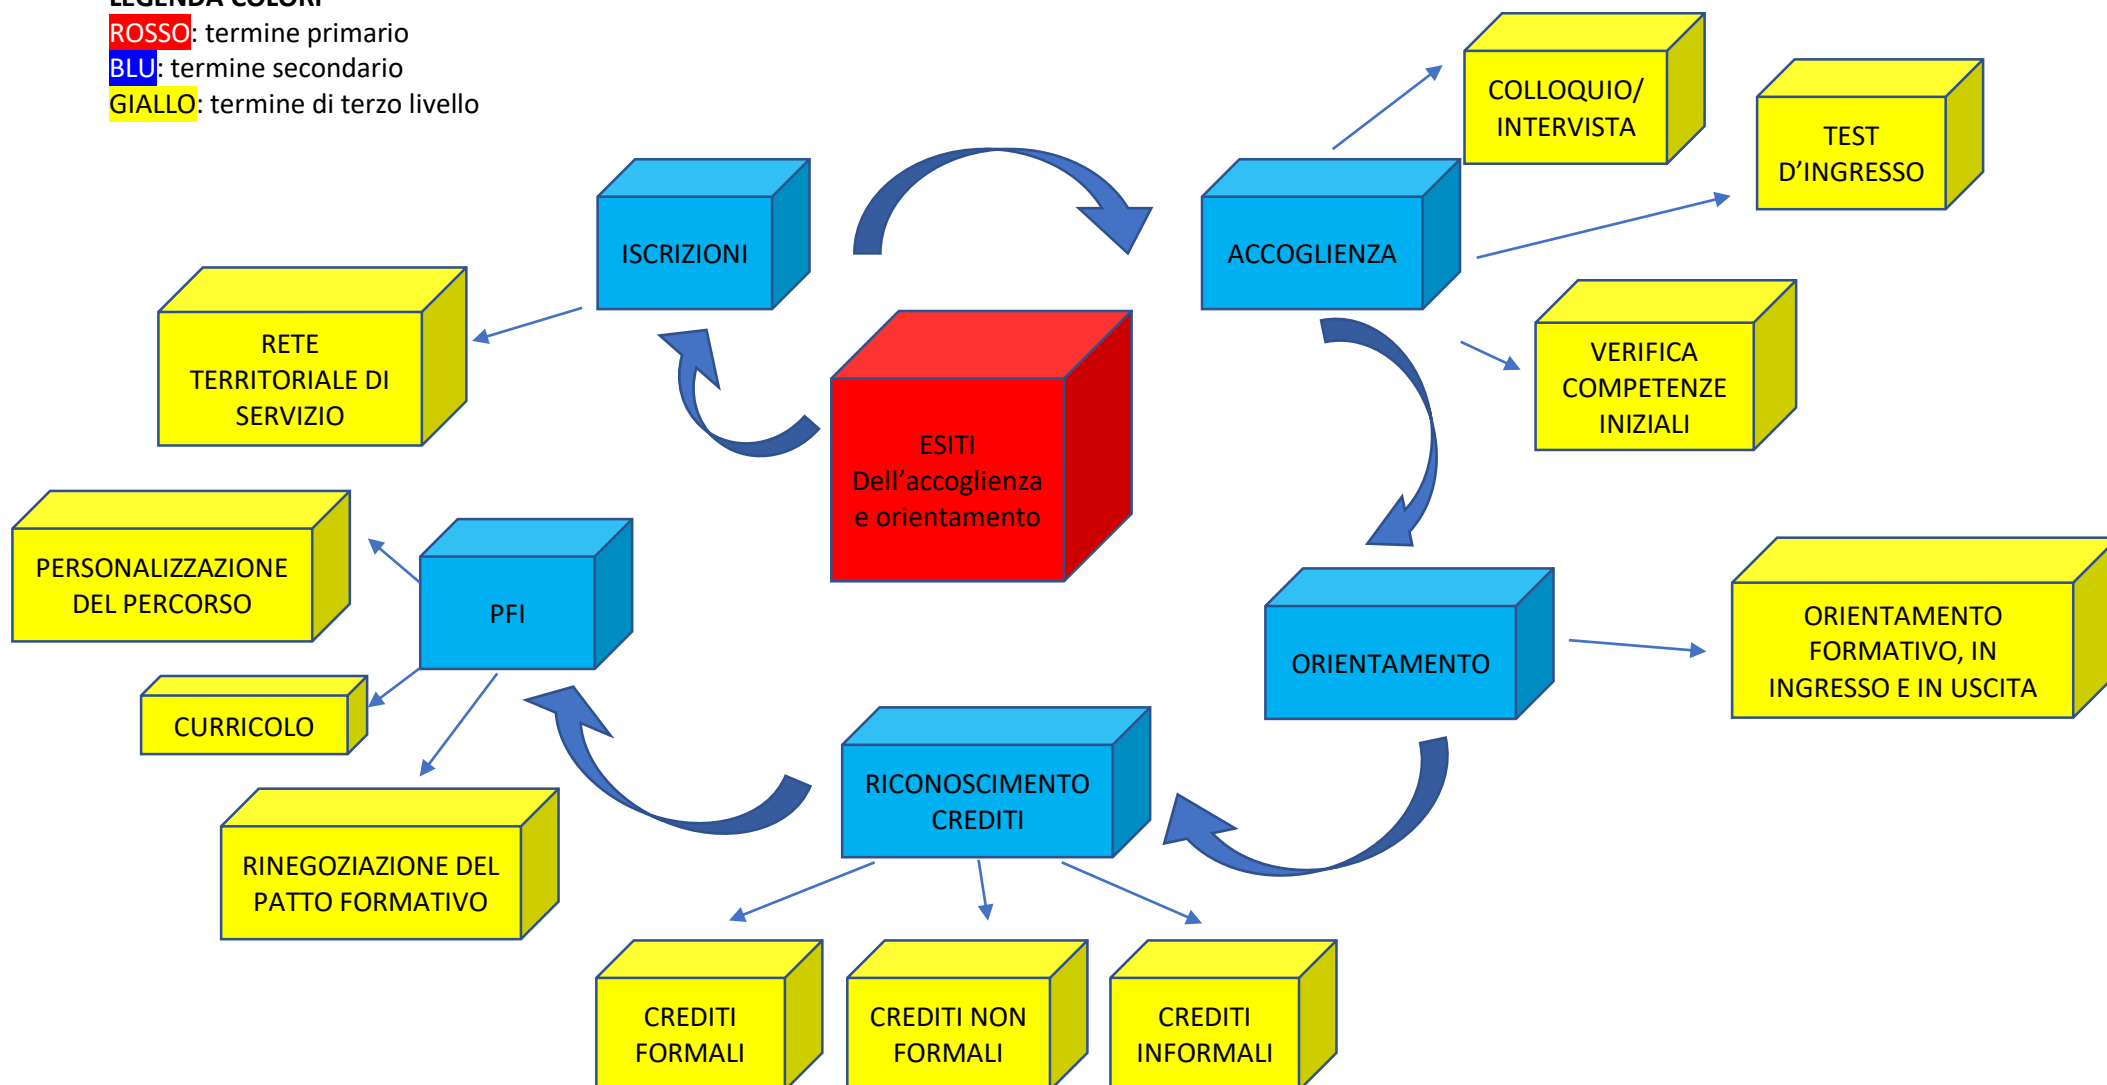 LEGENDA COLORI
ROSSO: termine primario
BLU: termine secondario
GIALLO: termine di terzo livello
COLLOQUIO/
INTERVISTA
TEST
D’INGRESSO
ISCRIZIONI
ACCOGLIENZA
RETE
TERRITORIALE DI
SERVIZIO
VERIFICA
COMPETENZE
INIZIALI
ESITI
Dell’accoglienza
e orientamento
PERSONALIZZAZIONE
DEL PERCORSO
PFI
ORIENTAMENTO
ORIENTAMENTO
FORMATIVO, IN
INGRESSO E IN USCITA
CURRICOLO
RICONOSCIMENTO
CREDITI
RINEGOZIAZIONE DEL
PATTO FORMATIVO
CREDITI
FORMALI
CREDITI NON
FORMALI
CREDITI
INFORMALI